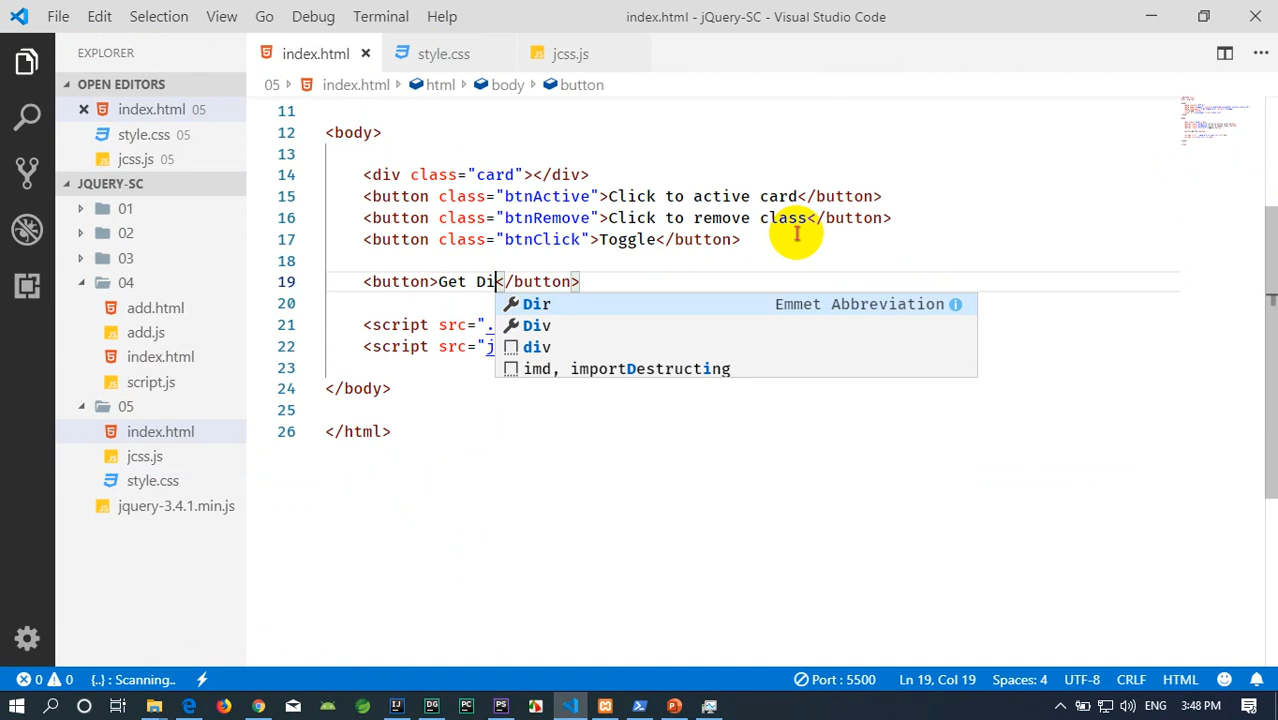 File Edit Selection View Go Debug Terminal Help index.html - jQuery-SC - Visual Studio Code
EXPLORER
index.html
style.css
jcss.js
OPEN EDITORS
index.html 05
style.css 05
jcss.js 05
JQUERY-SC
01
02
03
04
add.html
add.js
index.html
script.js
05
index.html
jcss.js
style.css
jquery-3.4.1.min.js
05 index.html html body button
11
12 <body>
13
14 <div class="card"></div>
15 <button class="btnActive">Click to active card</button>
16 <button class="btnRemove">Click to remove class</button>
17 <button class="btnClick">Toggle</button>
18
19 <button>Get Di</button>
20
21 <script src=".
22 <script src="j
23
24 </body>
25
26 </html>
Dir Emmet Abbreviation
Div
div
imd, importDestructing
0 0 {..} : Scanning.. Port : 5500 Ln 19, Col 19 Spaces: 4 UTF-8 CRLF HTML
ENG 3:48 PM